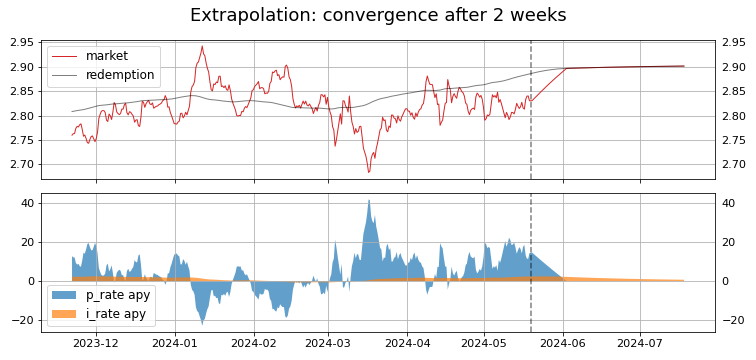 Extrapolation: convergence after 2 weeks
2.95 2.95
market
redemption
2.90 2.90
2.85 2.85
2.80 2.80
2.75 2.75
2.70 2.70
40 40
20 20
0 0
p_rate apy
i_rate apy
−20 −20
2023-12 2024-01 2024-02 2024-03 2024-04 2024-05 2024-06 2024-07